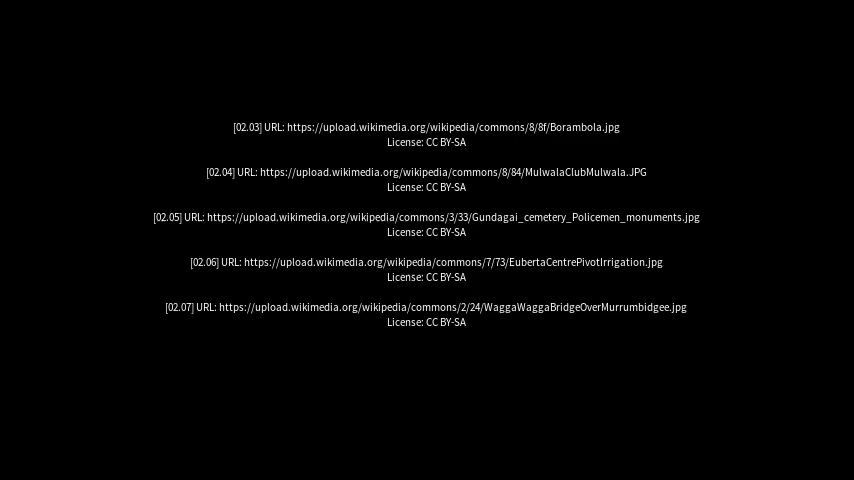 [02.03] URL: https://upload.wikimedia.org/wikipedia/commons/8/8f/Borambola.jpg
License: CC BY-SA
[02.04] URL: https://upload.wikimedia.org/wikipedia/commons/8/84/MulwalaClubMulwala.JPG
License: CC BY-SA
[02.05] URL: https://upload.wikimedia.org/wikipedia/commons/3/33/Gundagai_cemetery_Policemen_monuments.jpg
License: CC BY-SA
[02.06] URL: https://upload.wikimedia.org/wikipedia/commons/7/73/EubertaCentrePivotIrrigation.jpg
License: CC BY-SA
[02.07] URL: https://upload.wikimedia.org/wikipedia/commons/2/24/WaggaWaggaBridgeOverMurrumbidgee.jpg
License: CC BY-SA